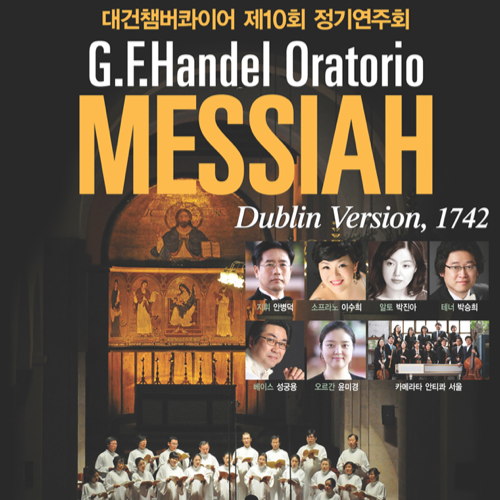 대건챔버콰이어 제10회 정기연주회
G.F.Handel Oratorio
MESSIAH
Dublin Version, 1742
지휘 안병덕
소프라노 이수희
알토 박진아
테너 박승희
베이스 성궁용
오르간 윤미경
카메라타 안티콰 서울